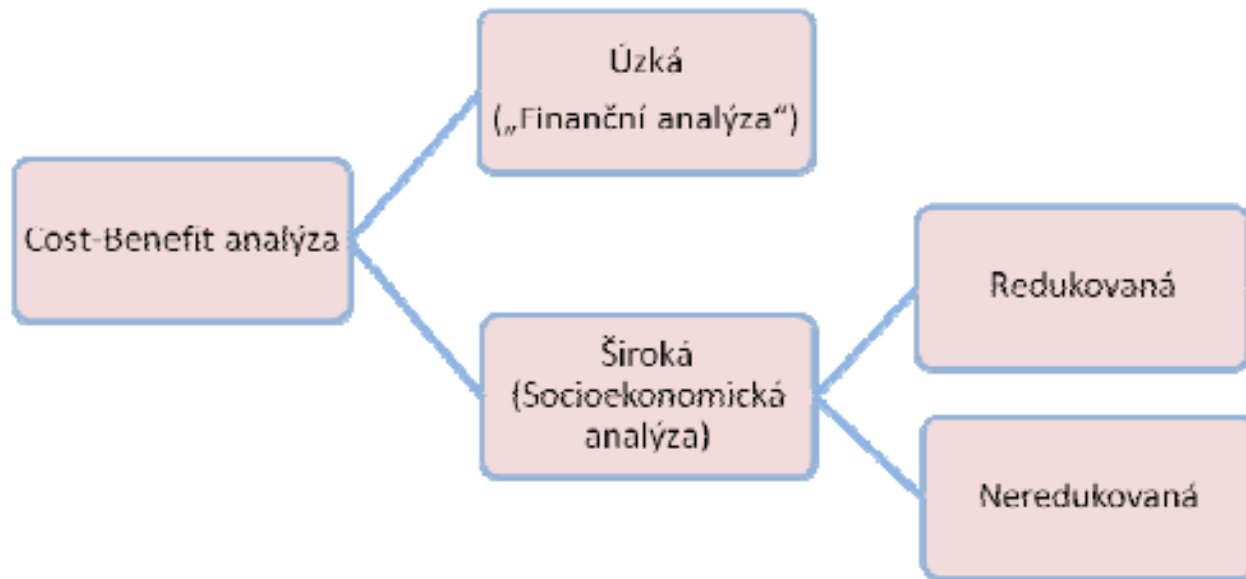 Úzká
(„Finanční analýza“)
Cost-Benefit analýza
Široká
(Socioekonomická
analýza)
Redukovaná
Neredukovaná